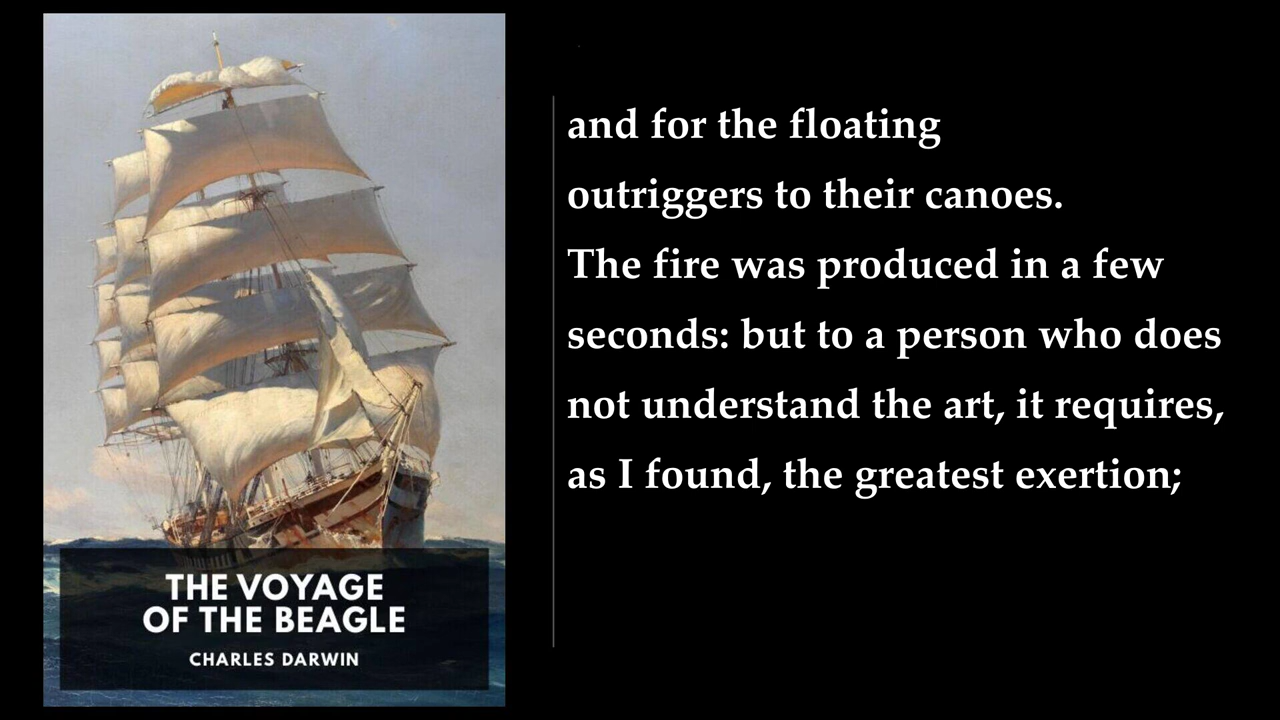 THE VOYAGE
OF THE BEAGLE
CHARLES DARWIN
and for the floating
outriggers to their canoes.
The fire was produced in a few
seconds: but to a person who does
not understand the art, it requires,
as I found, the greatest exertion;